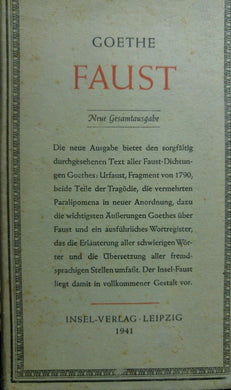 GOETHE
FAUST
Neue Gesamtausgabe
Die neue Ausgabe bietet den sorgfältig
durchgesehenen Text aller Faust-Dichtun-
gen Goethes: Urfaust, Fragment von 1790,
beide Teile der Tragödie, die vermehrten
Paralipomena in neuer Anordnung, dazu
die wichtigsten Äußerungen Goethes über
Faust und ein ausführliches Wortregister,
das die Erläuterung aller schwierigen Wör-
ter und die Übersetzung aller fremd-
sprachigen Stellen umfaßt. Der Insel-Faust
liegt damit in vollkommener Gestalt vor.
INSEL-VERLAG · LEIPZIG
1941